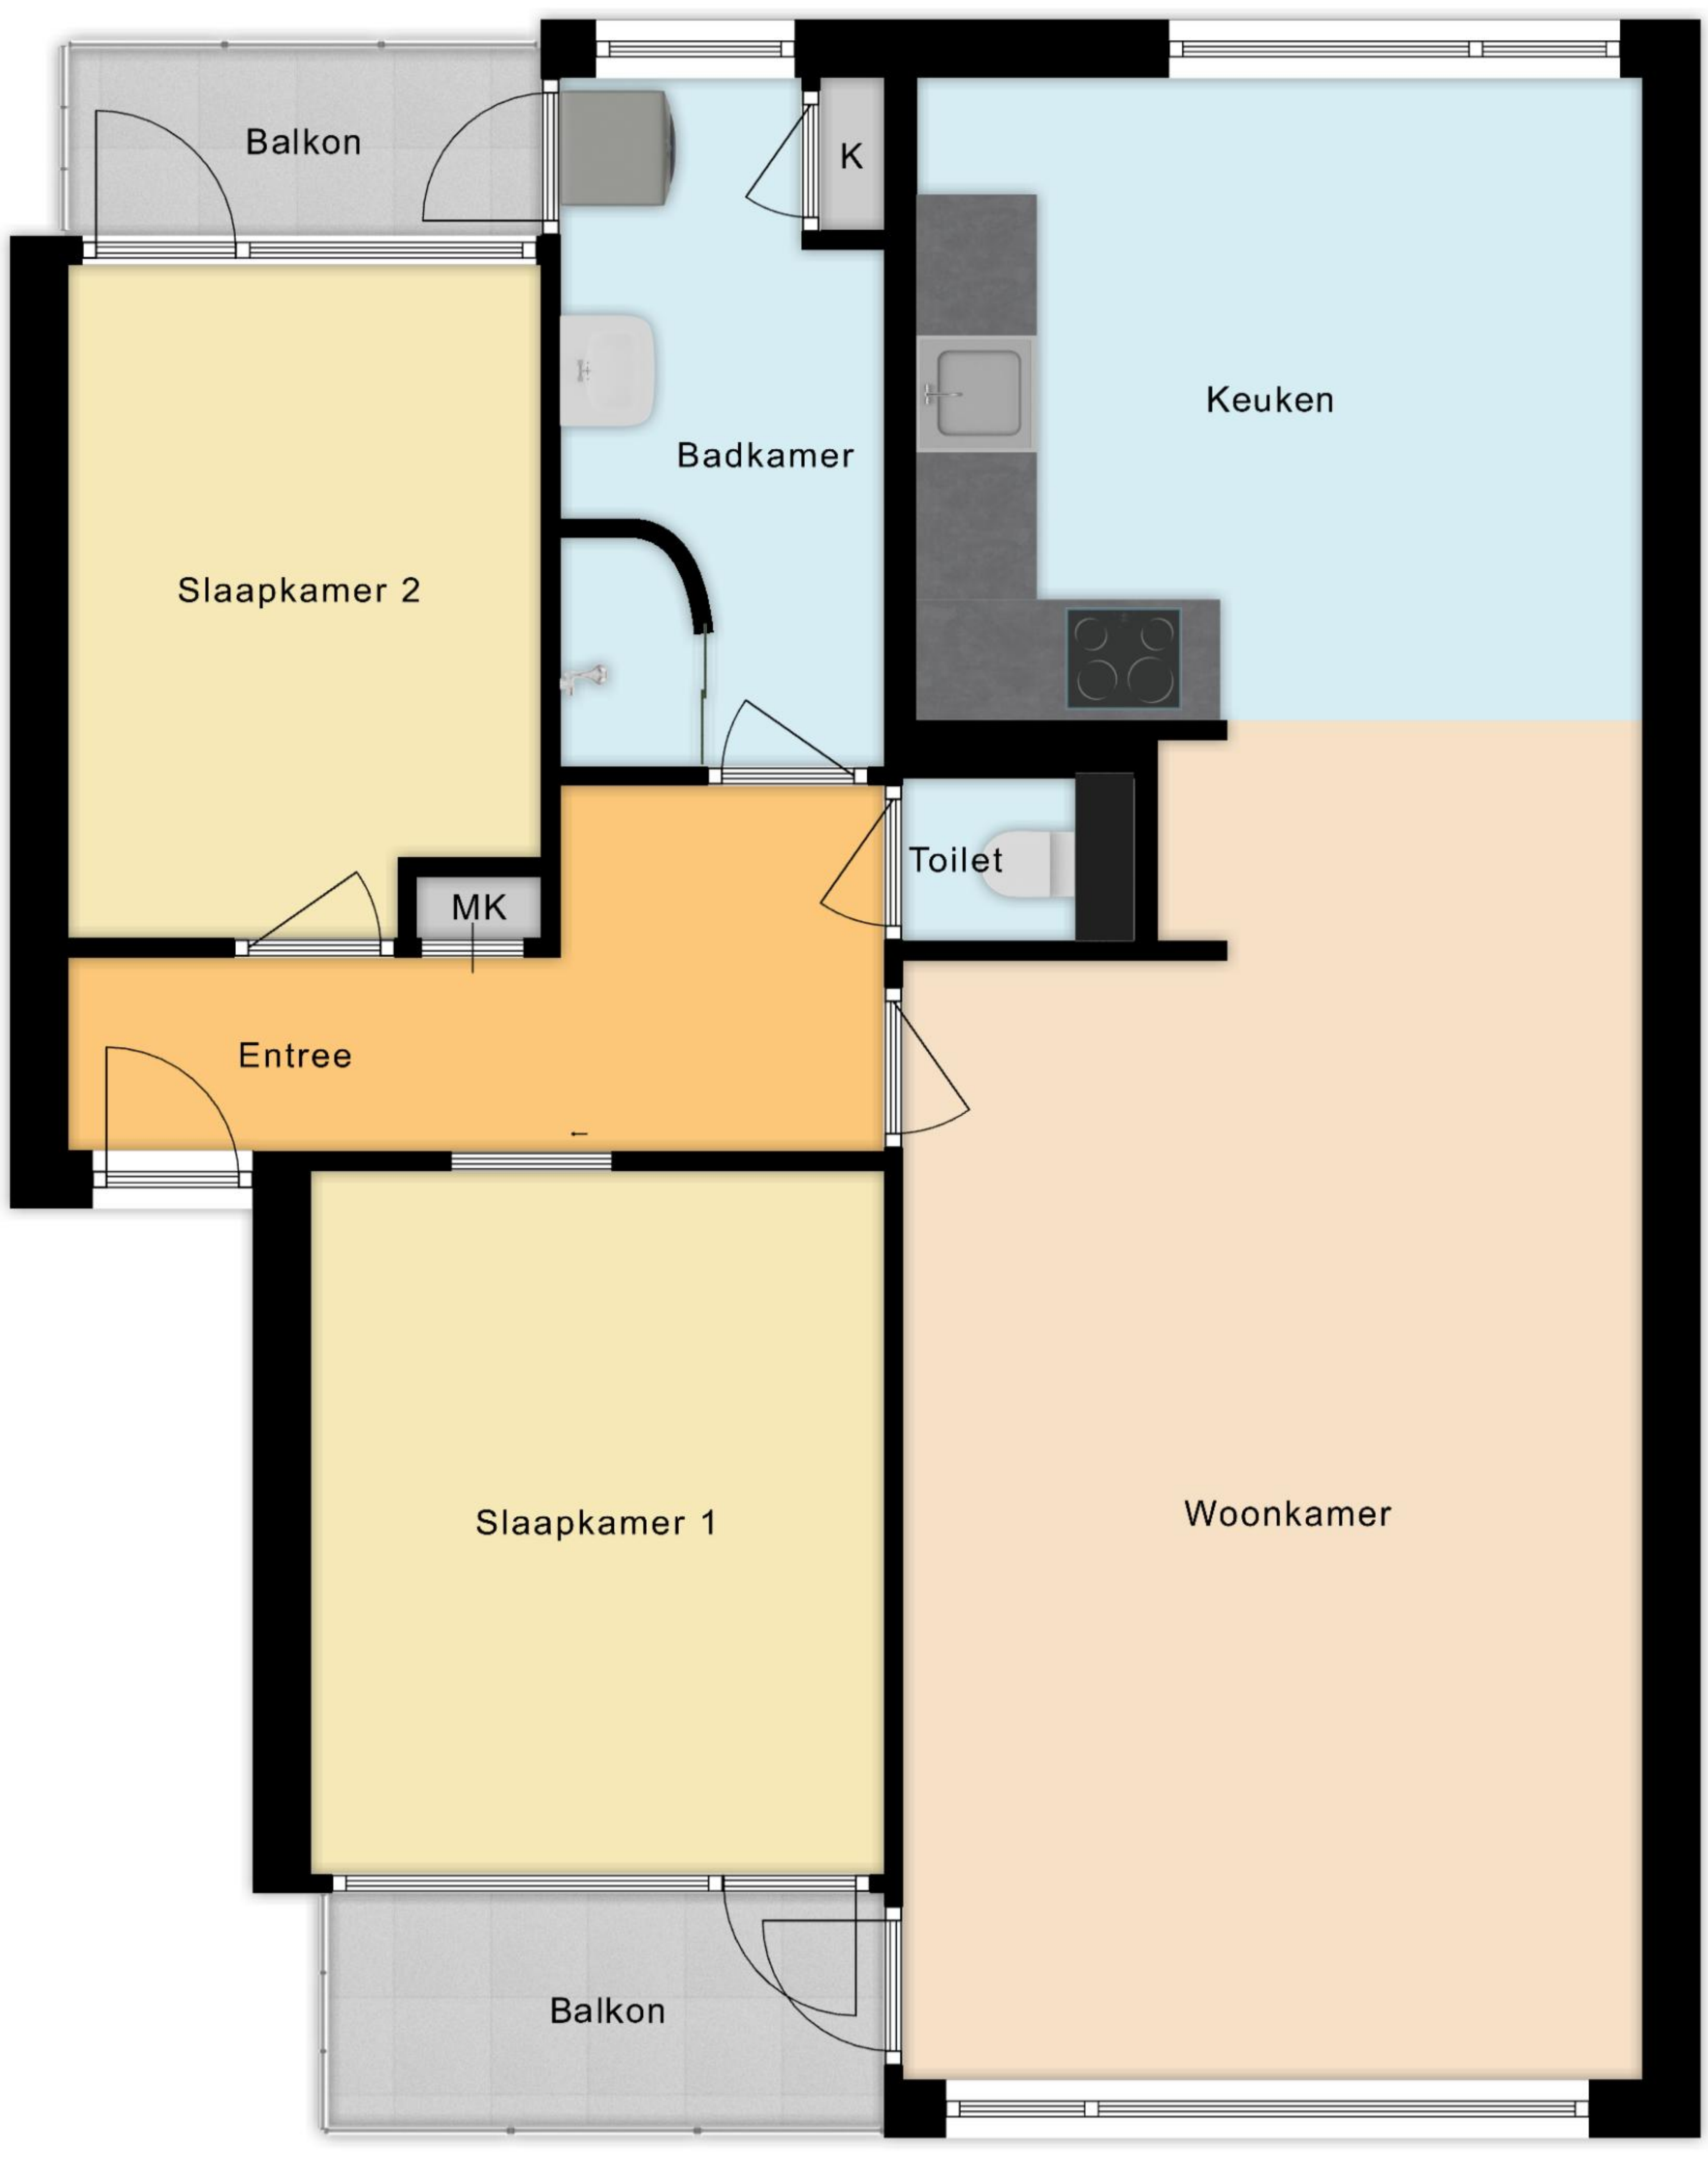 Balkon
K
Keuken
Badkamer
Slaapkamer 2
Toilet
MK
Entree
Woonkamer
Slaapkamer 1
Balkon